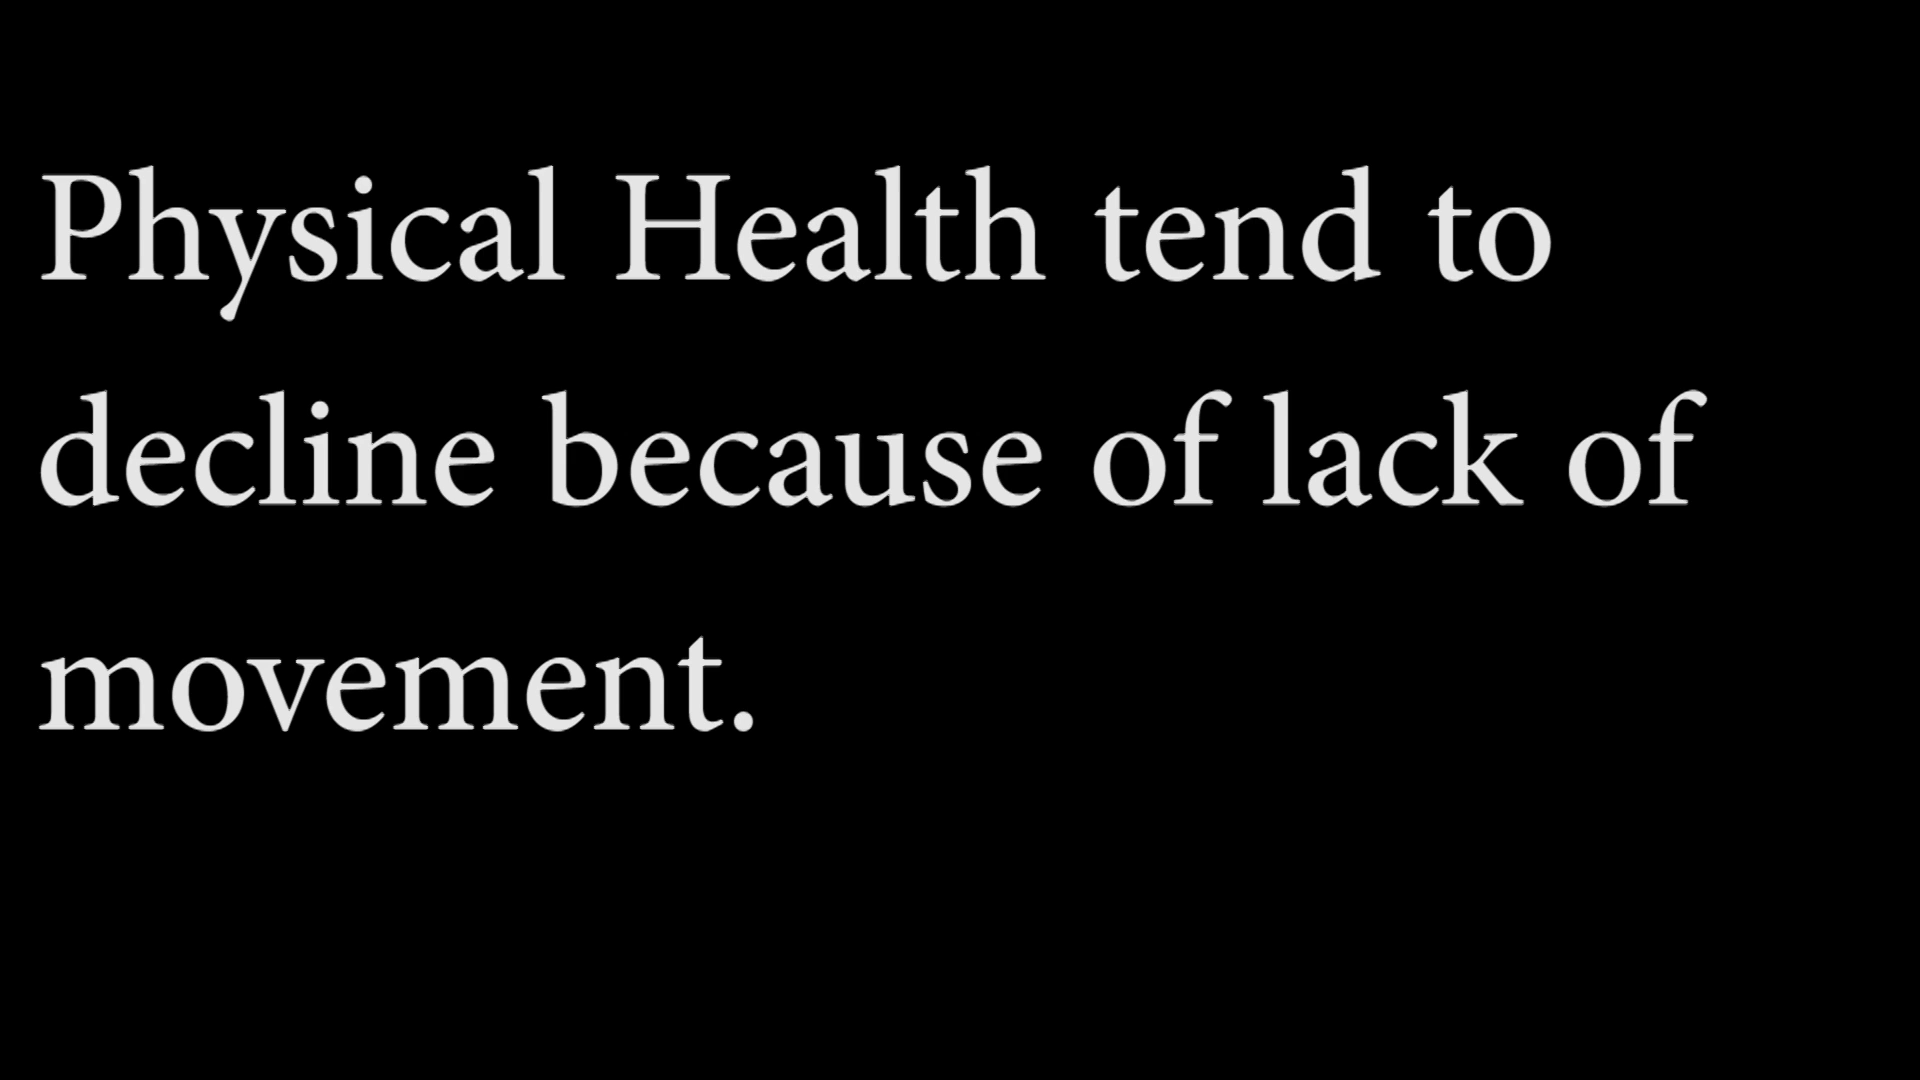 Physical Health tend to
decline because of lack of
movement.